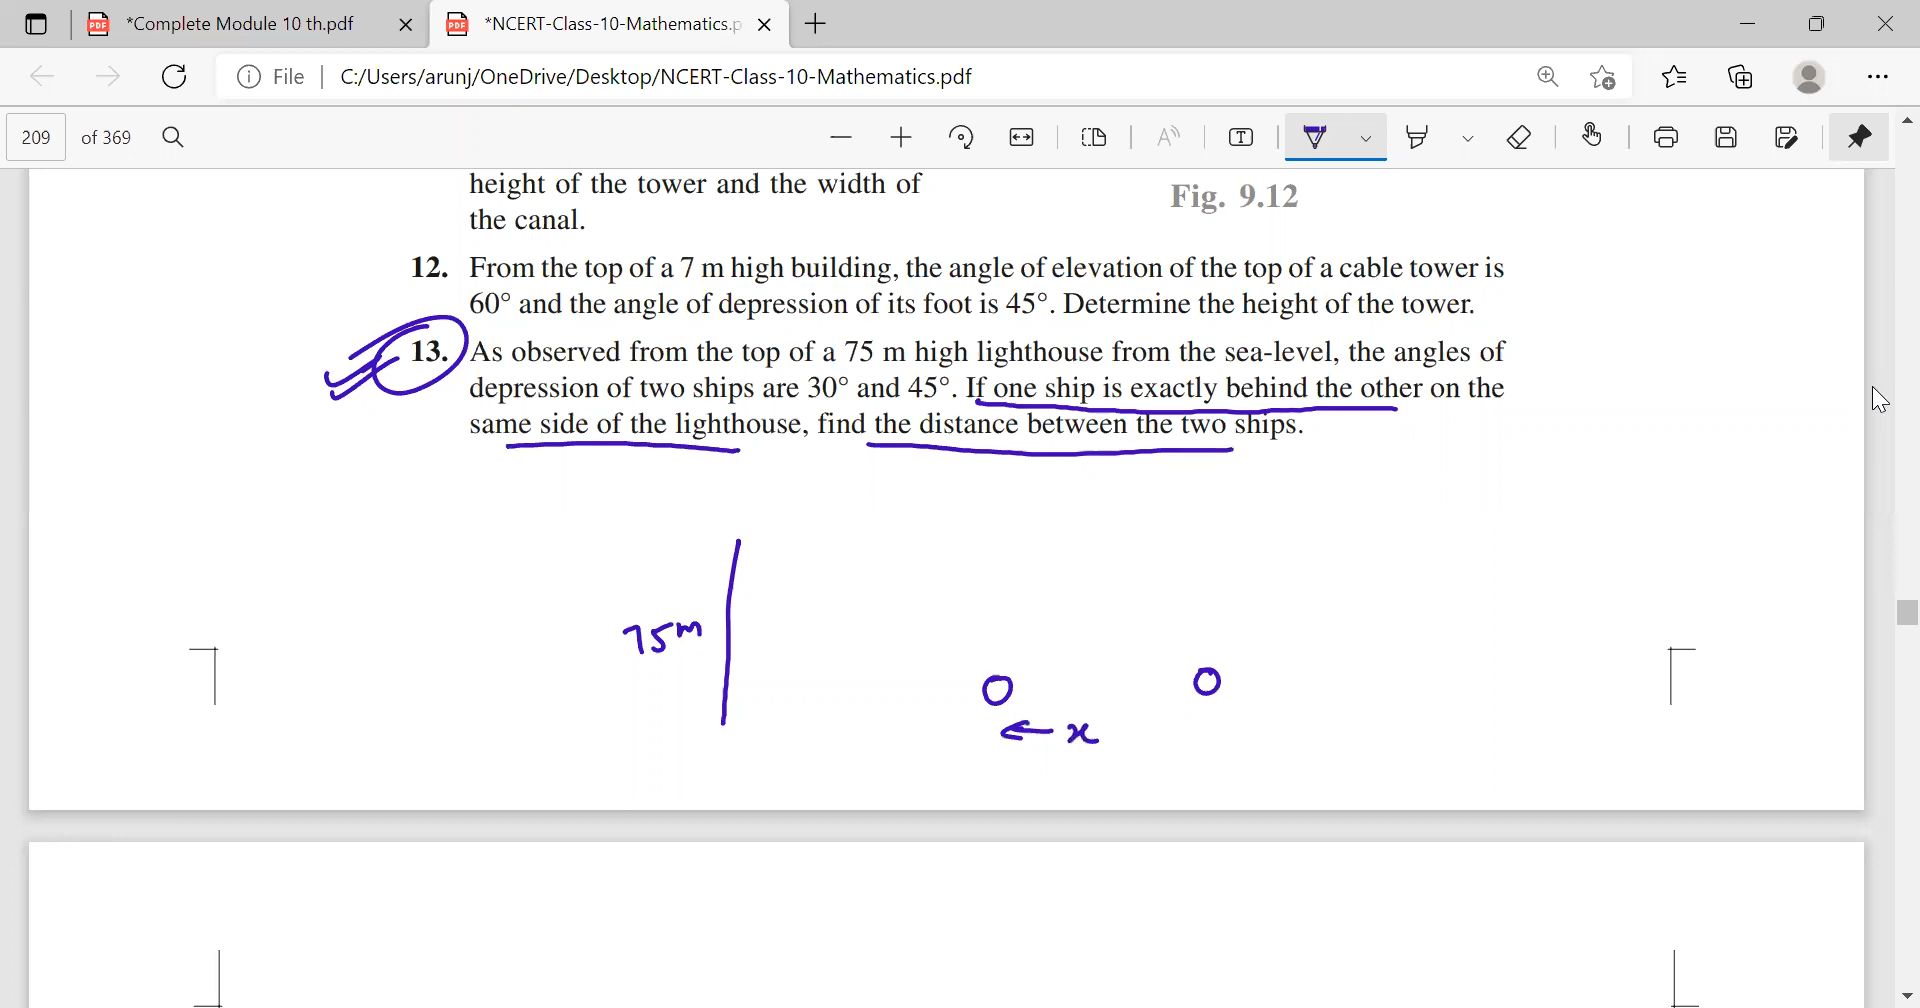 *Complete Module 10 th.pdf
*NCERT-Class-10-Mathematics.p
File
C:/Users/arunj/OneDrive/Desktop/NCERT-Class-10-Mathematics.pdf
209 of 369
height of the tower and the width of
the canal.
Fig. 9.12
12. From the top of a 7 m high building, the angle of elevation of the top of a cable tower is
60° and the angle of depression of its foot is 45°. Determine the height of the tower.
13. As observed from the top of a 75 m high lighthouse from the sea-level, the angles of
depression of two ships are 30° and 45°. If one ship is exactly behind the other on the
same side of the lighthouse, find the distance between the two ships.
75m
x